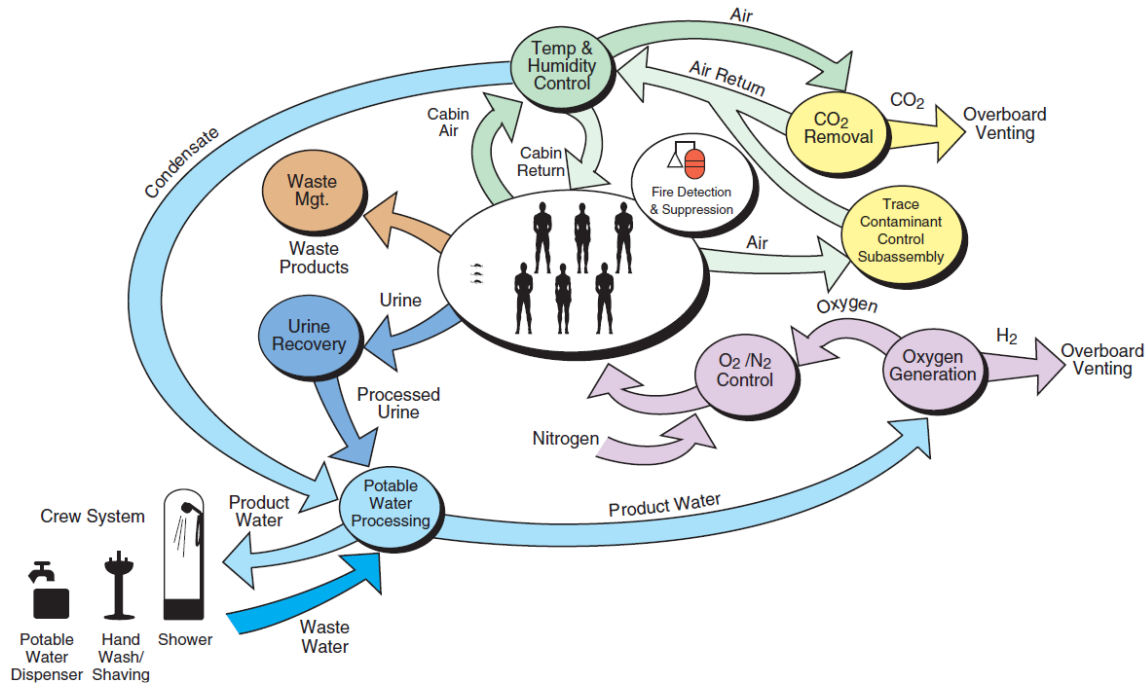 Air
Temp &
Humidity
Control
Air Return
CO2
Removal
CO2
Overboard
Venting
Cabin
Air
Cabin
Return
Condensate
Fire Detection
& Suppression
Waste
Mgt.
Waste
Products
Trace
Contaminant
Control
Subassembly
Air
Urine
Urine
Recovery
Oxygen
O2 /N2
Control
Oxygen
Generation
H2
Overboard
Venting
Processed
Urine
Nitrogen
Potable
Water
Processing
Product Water
Crew System
Product
Water
Waste
Water
Potable
Water
Dispenser
Hand
Wash/
Shaving
Shower